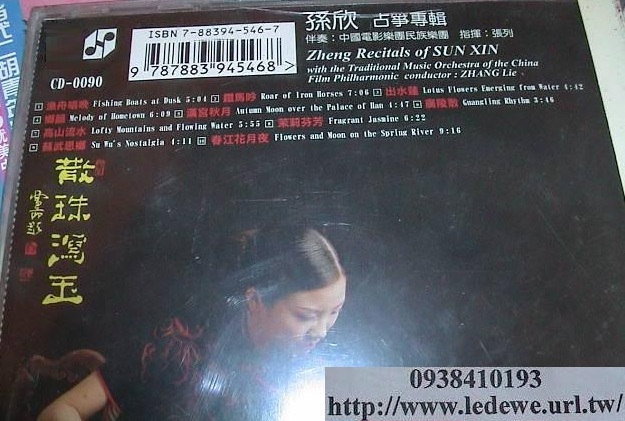 ISBN 7-88394-546-7
9 787883 945468 >
CD-0090
孫欣 古箏專輯
伴奏：中國電影樂團民族樂團 指揮：張列
Zheng Recitals of SUN XIN
with the Traditional Music Orchestra of the China
Film Philharmonic conductor : ZHANG Lie
漁舟唱晚 Fishing Boats at Dusk 5:04 鐵馬吟 Roar of Iron Horses 7:06 出水蓮 Lotus Flowers Emerging from Water 4:42
鄉韻 Melody of Hometown 6:09 漢宮秋月 Autumn Moon over the Palace of Han 4:47 廣陵散 Guangling Rhythm 3:46
高山流水 Lofty Mountains and Flowing Water 5:55 茉莉芬芳 Fragrant Jasmine 6:22
蘇武思鄉 Su Wu's Nostalgia 4:11 春江花月夜 Flowers and Moon on the Spring River 9:16
散珠瀉玉
0938410193
http://www.ledewe.url.tw/